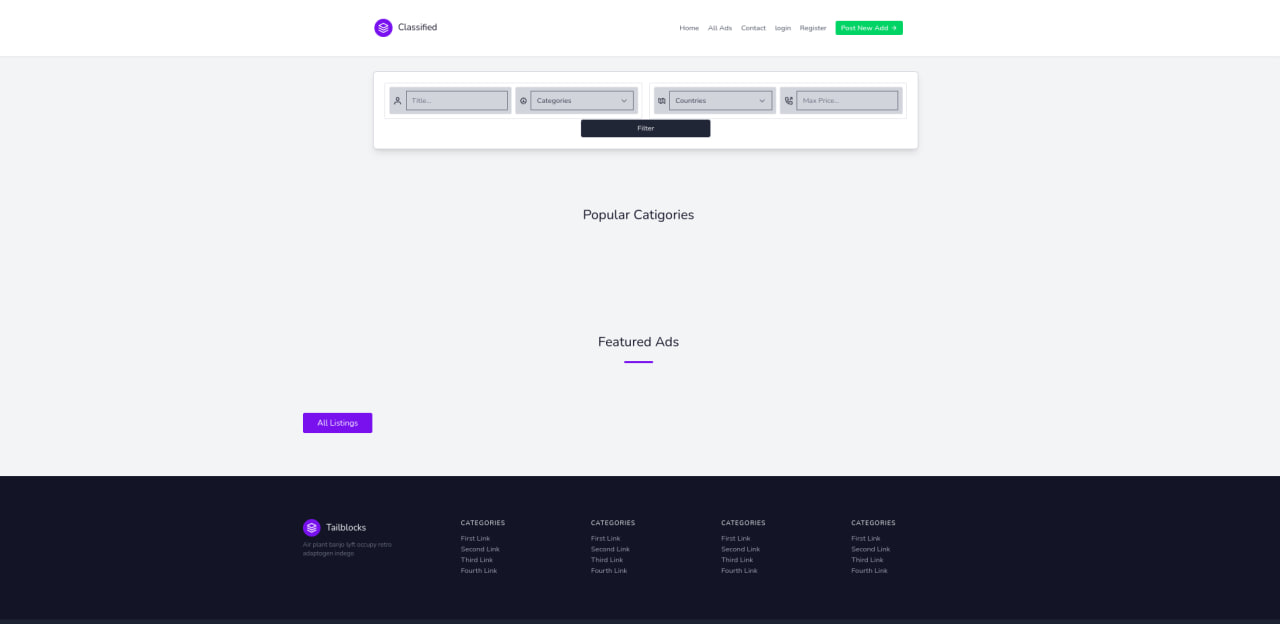 Classified
Home All Ads Contact login Register Post New Add →
Title... Categories Countries Max Price...
Filter
Popular Catigories
Featured Ads
All Listings
Tailblocks
Air plant banjo lyft occupy retro
adaptogen indego
CATEGORIES
First Link
Second Link
Third Link
Fourth Link
CATEGORIES
First Link
Second Link
Third Link
Fourth Link
CATEGORIES
First Link
Second Link
Third Link
Fourth Link
CATEGORIES
First Link
Second Link
Third Link
Fourth Link